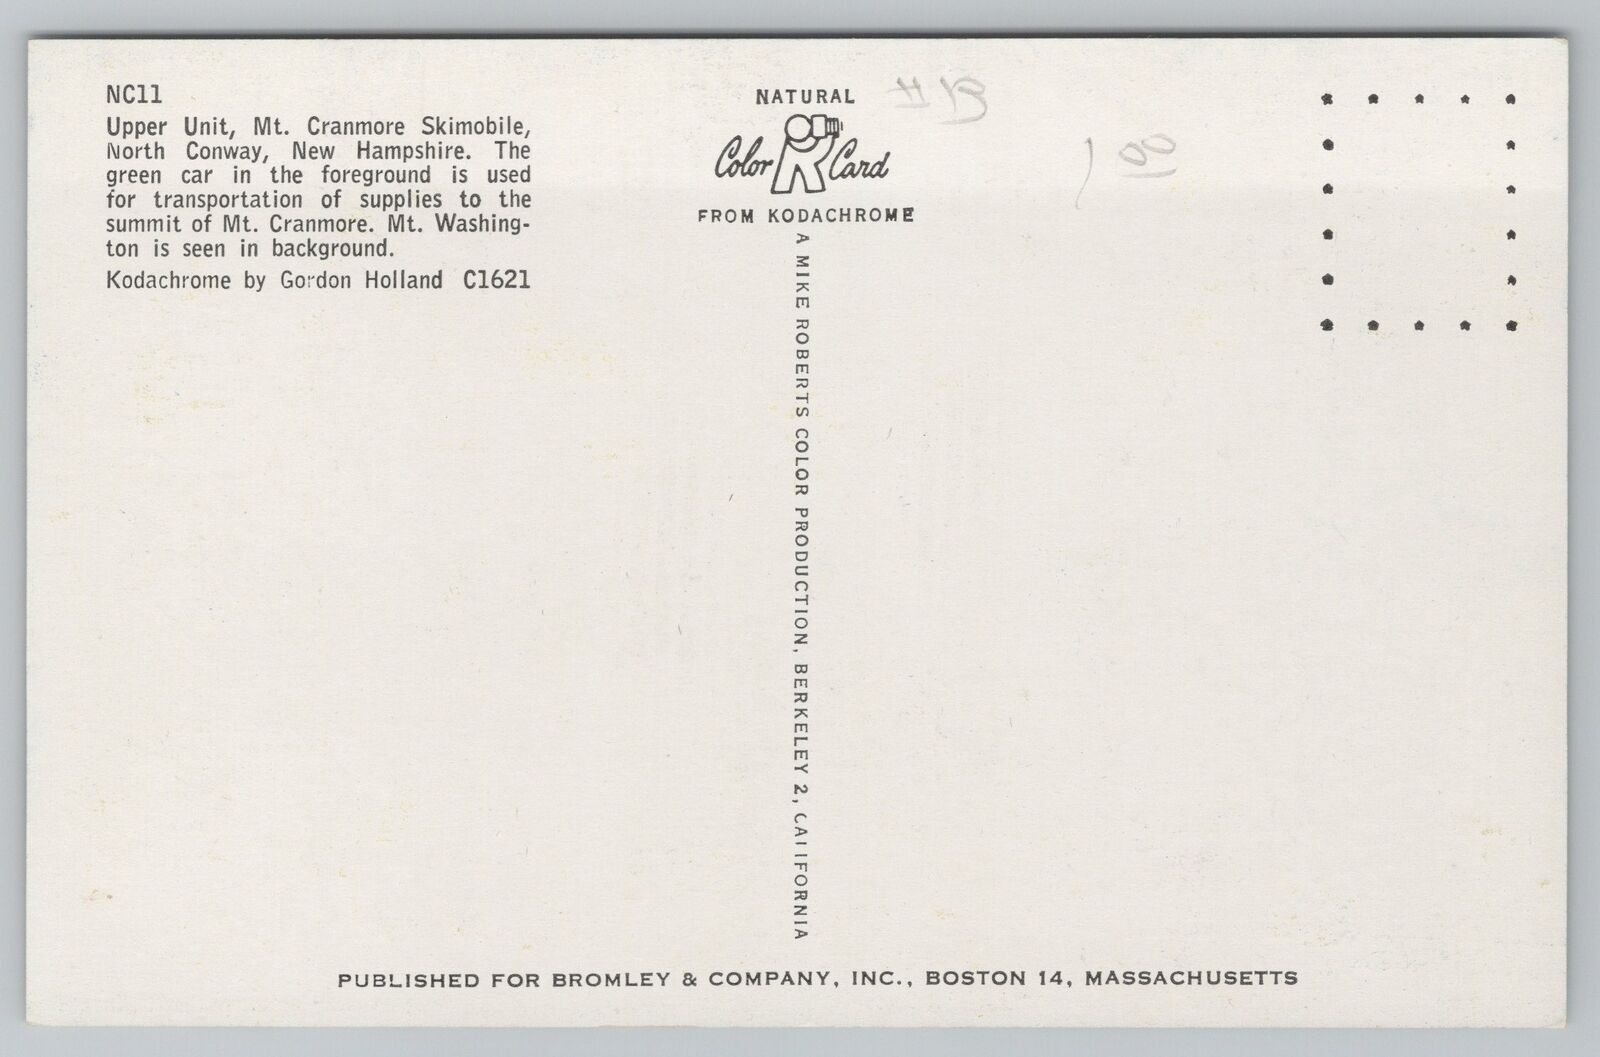 NC11
Upper Unit, Mt. Cranmore Skimobile,
North Conway, New Hampshire. The
green car in the foreground is used
for transportation of supplies to the
summit of Mt. Cranmore. Mt. Washing-
ton is seen in background.
Kodachrome by Gordon Holland C1621
NATURAL
Color Card
FROM KODACHROME
A MIKE ROBERTS COLOR PRODUCTION, BERKELEY 2, CALIFORNIA
1 00
PUBLISHED FOR BROMLEY & COMPANY, INC., BOSTON 14, MASSACHUSETTS